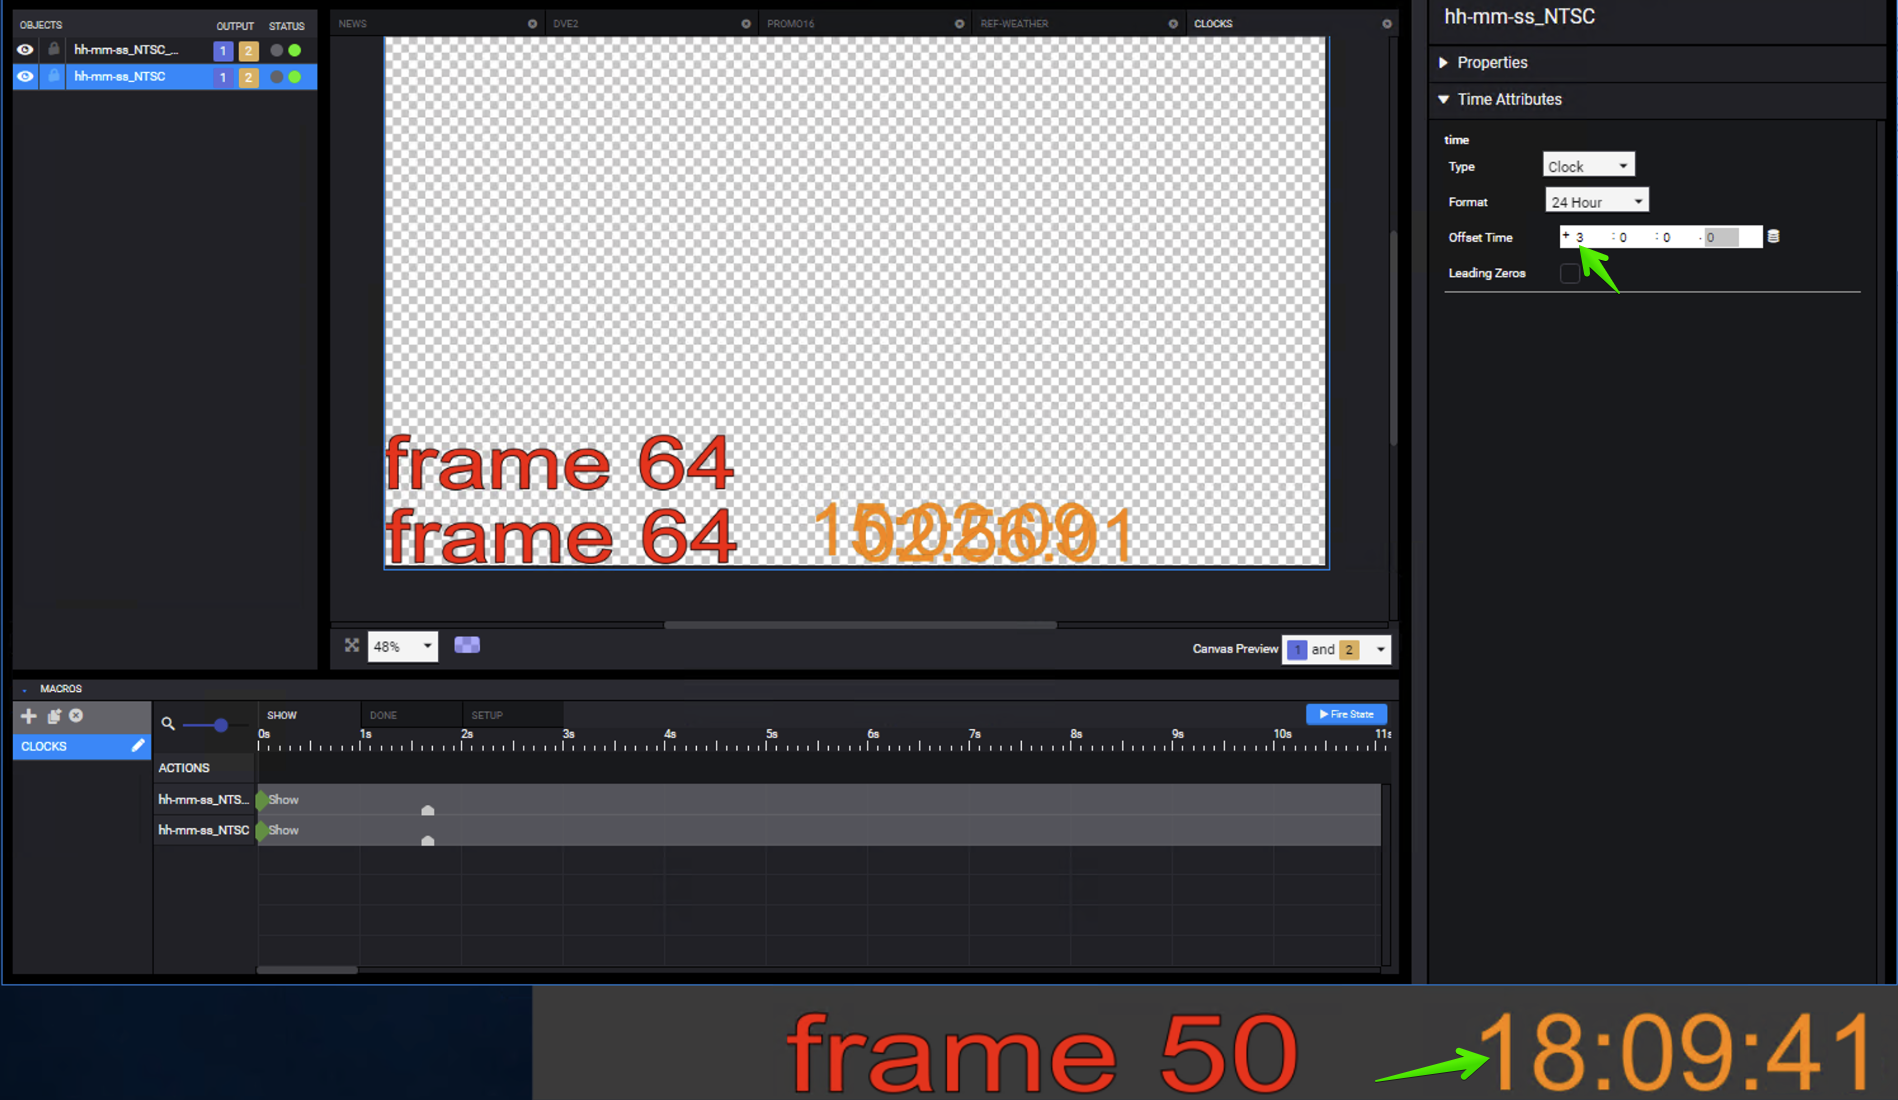 OBJECTS OUTPUT STATUS
hh-mm-ss_NTSC_... 1 2
hh-mm-ss_NTSC 1 2
NEWS DVE2 PROMO16 REF-WEATHER CLOCKS
frame 64
frame 64
48%
Canvas Preview 1 and 2
hh-mm-ss_NTSC
Properties
Time Attributes
time
Type Clock
Format 24 Hour
Offset Time + 3 : 0 : 0 . 0
Leading Zeros
MACROS
CLOCKS
SHOW DONE SETUP Fire State
0s 1s 2s 3s 4s 5s 6s 7s 8s 9s 10s 11s
ACTIONS
hh-mm-ss_NTS... Show
hh-mm-ss_NTSC Show
frame 50 18:09:41